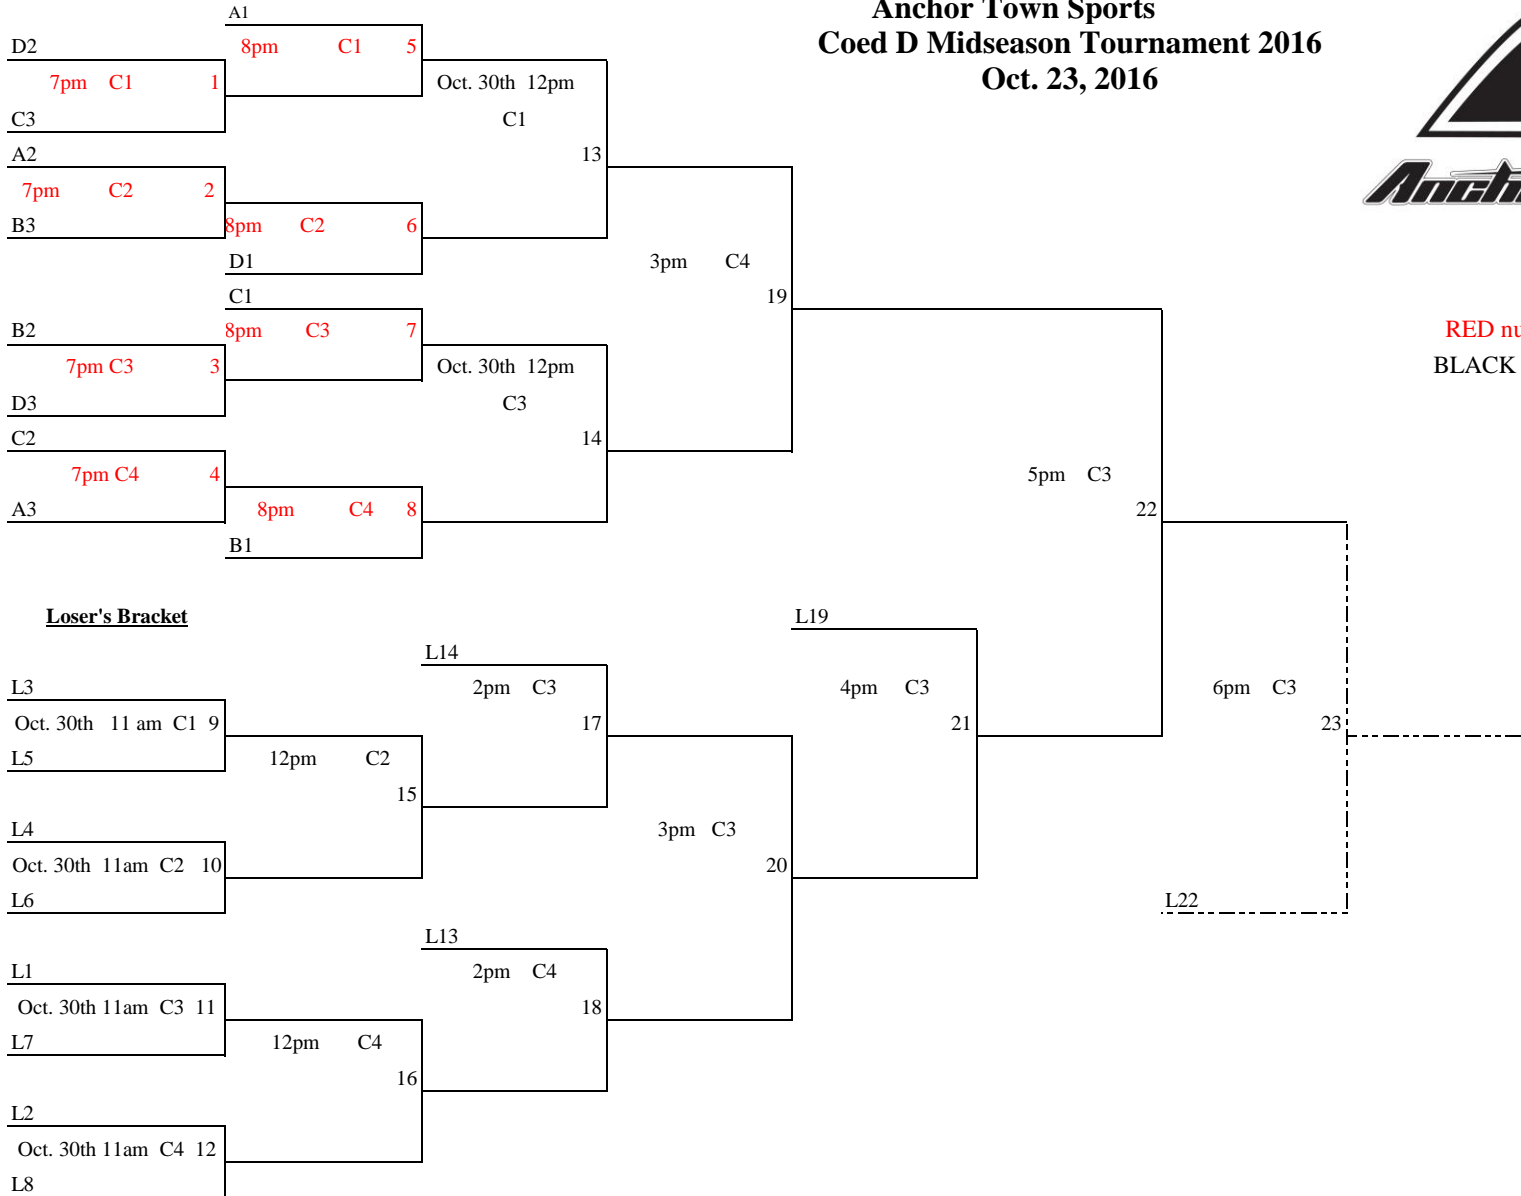 Anchor Town Sports
Coed D Midseason Tournament 2016
Oct. 23, 2016
A1
D2
8pm C1 5
7pm C1 1
Oct. 30th 12pm
C3
C1
A2
13
7pm C2 2
B3
8pm C2 6
D1
3pm C4
C1
19
B2
8pm C3 7
RED
7pm C3 3
Oct. 30th 12pm
BLACK
D3
C3
C2
14
7pm C4 4
5pm C3
A3
8pm C4 8
22
B1
Loser's Bracket
L19
L14
L3
2pm C3
4pm C3
6pm C3
Oct. 30th 11 am C1 9
17
21
23
L5
12pm C2
15
L4
3pm C3
Oct. 30th 11am C2 10
20
L6
L22
L13
L1
2pm C4
Oct. 30th 11am C3 11
18
L7
12pm C4
16
L2
Oct. 30th 11am C4 12
L8